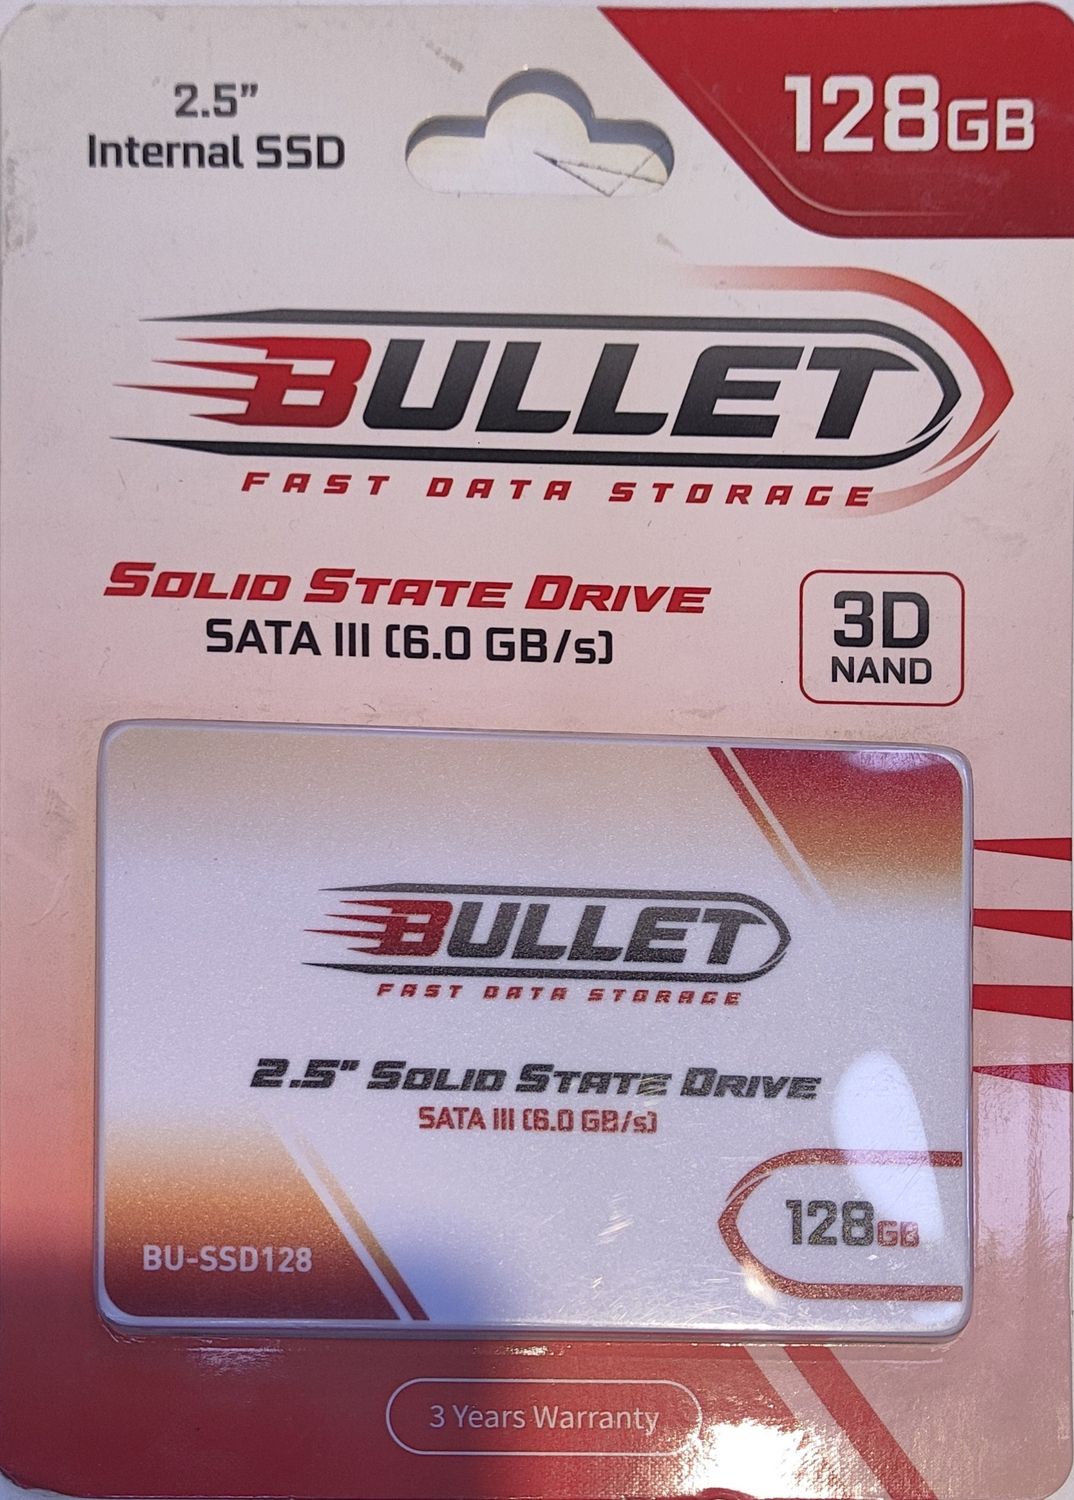 2.5”
Internal SSD
128GB
BULLET
FAST DATA STORAGE
SOLID STATE DRIVE
SATA III (6.0 GB/s)
3D
NAND
BULLET
FAST DATA STORAGE
2.5" SOLID STATE DRIVE
SATA III (6.0 GB/s)
128GB
BU-SSD128
3 Years Warranty